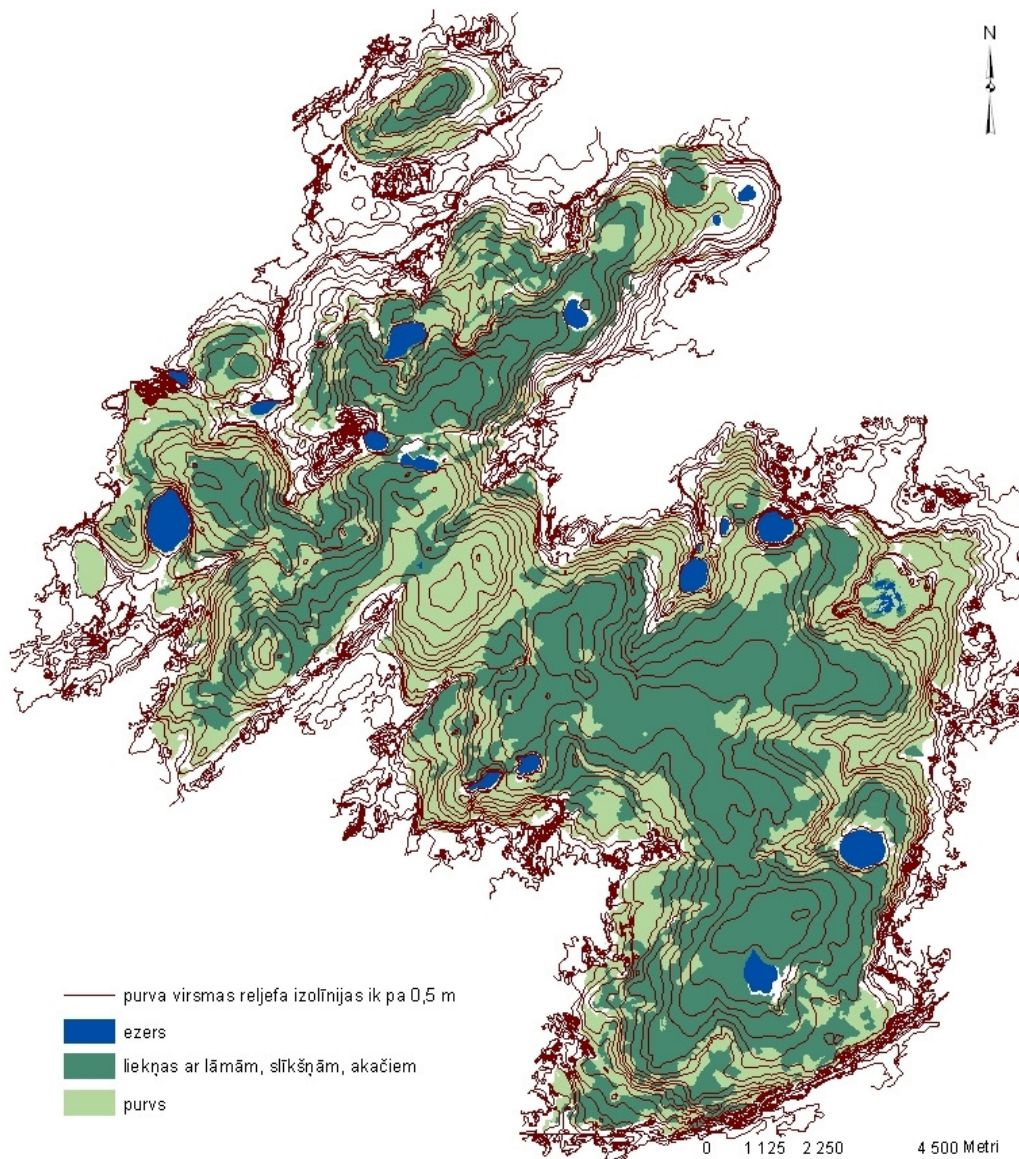 N
purva virsmas reljefa izolīnijas ik pa 0,5 m
ezers
liekņas ar lāmām, slīkšņām, akačiem
purvs
0 1 125 2 250 4 500 Metri